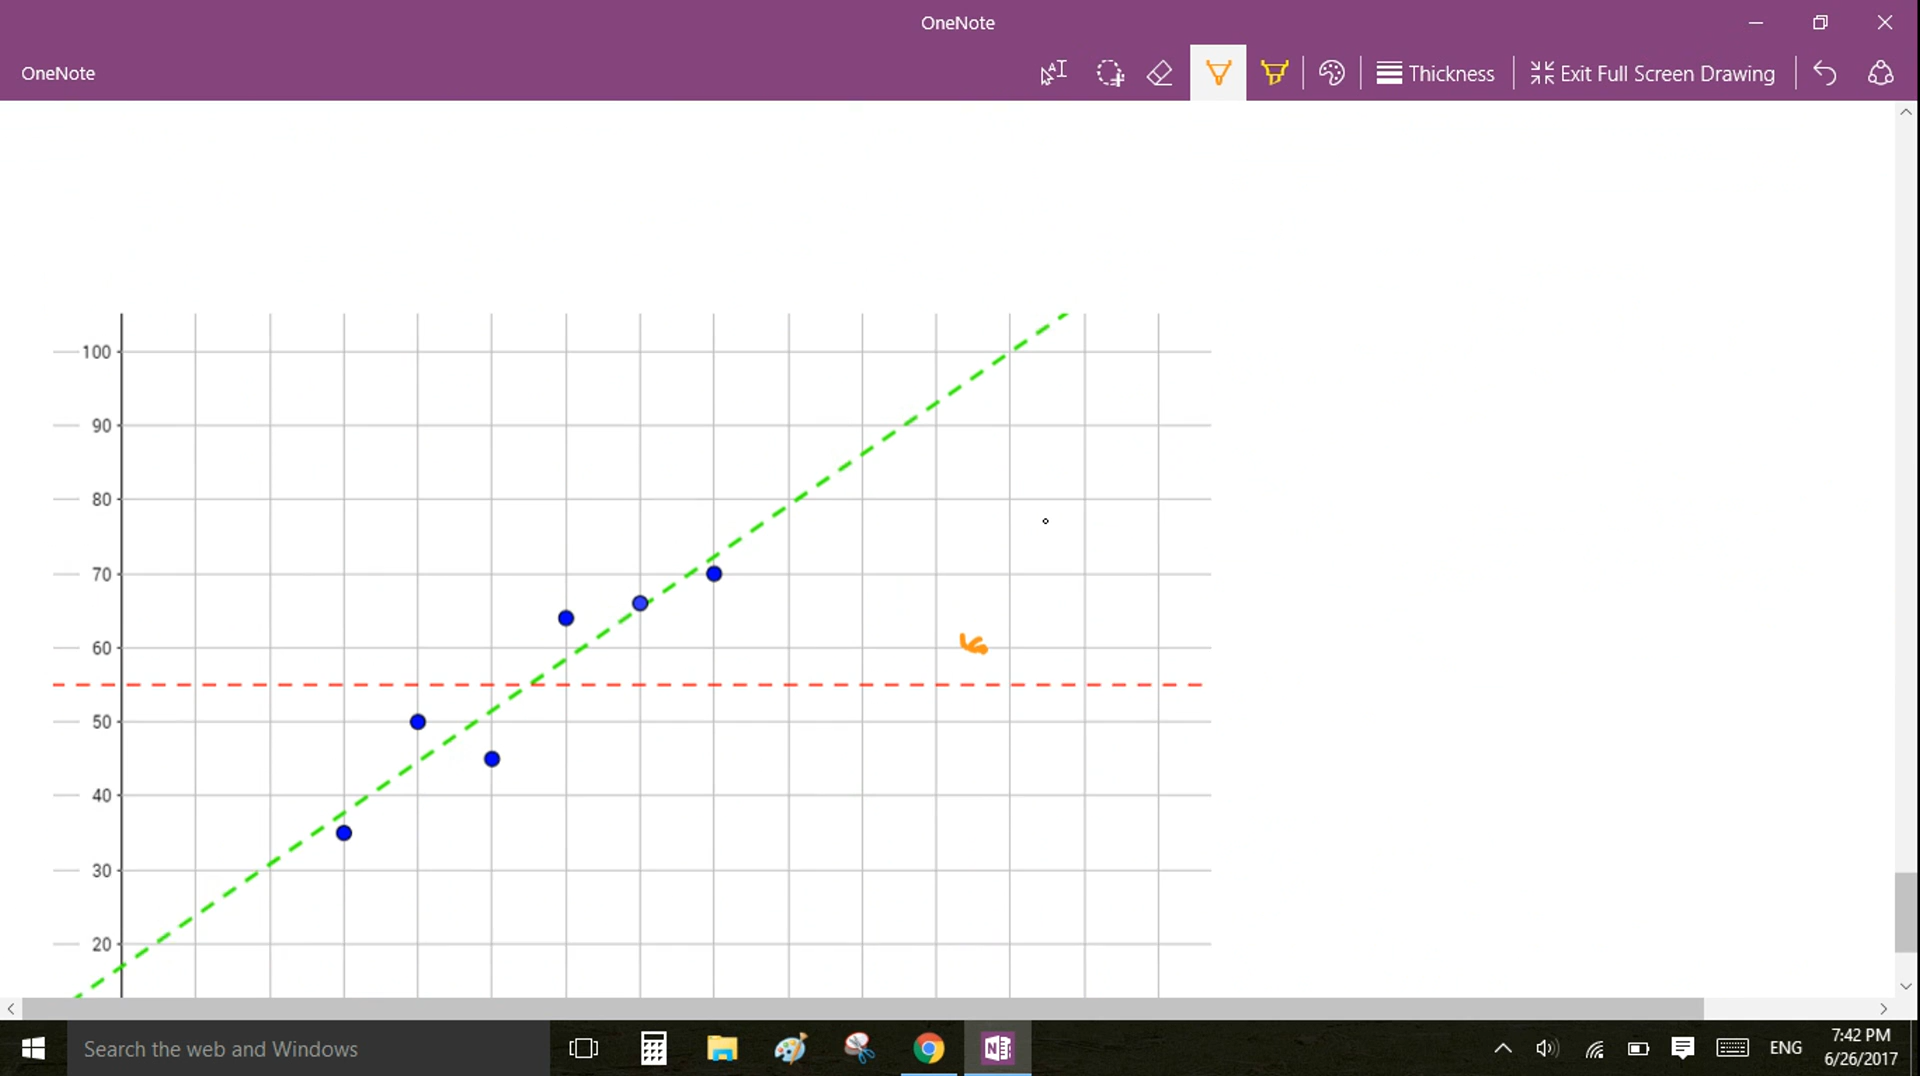 OneNote
OneNote
Thickness
Exit Full Screen Drawing
100
90
80
70
60
50
40
30
20
Search the web and Windows
N
ENG
7:42 PM
6/26/2017